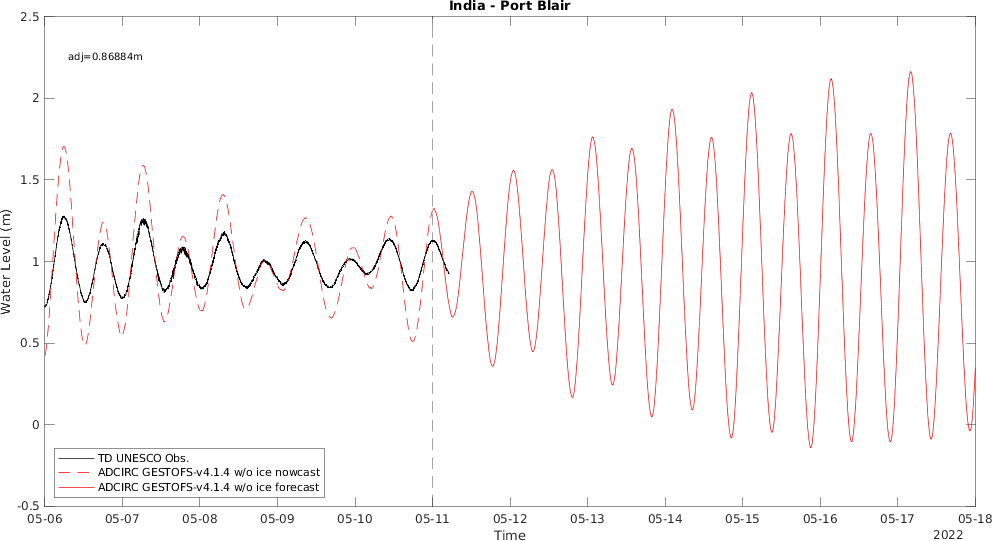 India - Port Blair
adj=0.86884m
2.5
2
1.5
1
0.5
0
-0.5
Water Level (m)
TD UNESCO Obs.
ADCIRC GESTOFS-v4.1.4 w/o ice nowcast
ADCIRC GESTOFS-v4.1.4 w/o ice forecast
05-06 05-07 05-08 05-09 05-10 05-11 05-12 05-13 05-14 05-15 05-16 05-17 05-18
Time
2022